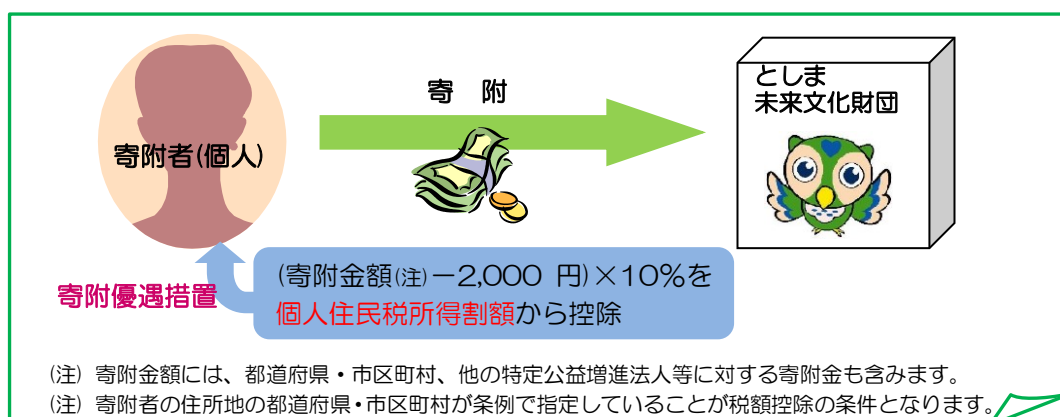 寄 附
としま
未来文化財団
寄附者(個人)
寄附優遇措置
(寄附金額(注)－2,000 円)×10%を
個人住民税所得割額から控除
(注) 寄附金額には、都道府県・市区町村、他の特定公益増進法人等に対する寄附金も含みます。
(注) 寄附者の住所地の都道府県・市区町村が条例で指定していることが税額控除の条件となります。